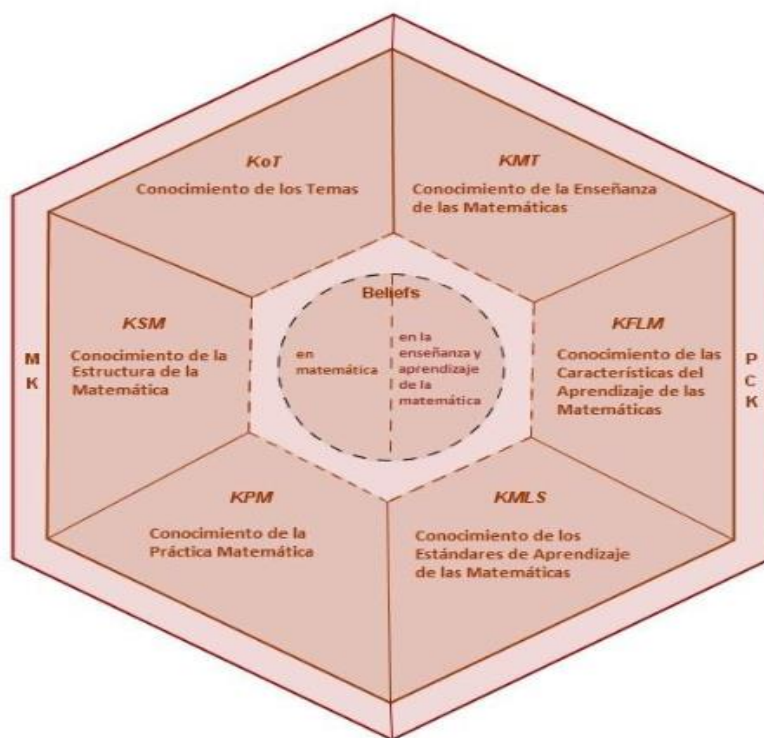 KoT
Conocimiento de los Temas
KMT
Conocimiento de la Enseñanza
de las Matemáticas
Beliefs
en
matemática
en la
enseñanza y
aprendizaje
de la
matemática
KSM
Conocimiento de la
Estructura de la
Matemática
KFLM
Conocimiento de las
Características del
Aprendizaje de las
Matemáticas
M
K
P
C
K
KPM
Conocimiento de la
Práctica Matemática
KMLS
Conocimiento de los
Estándares de Aprendizaje
de las Matemáticas